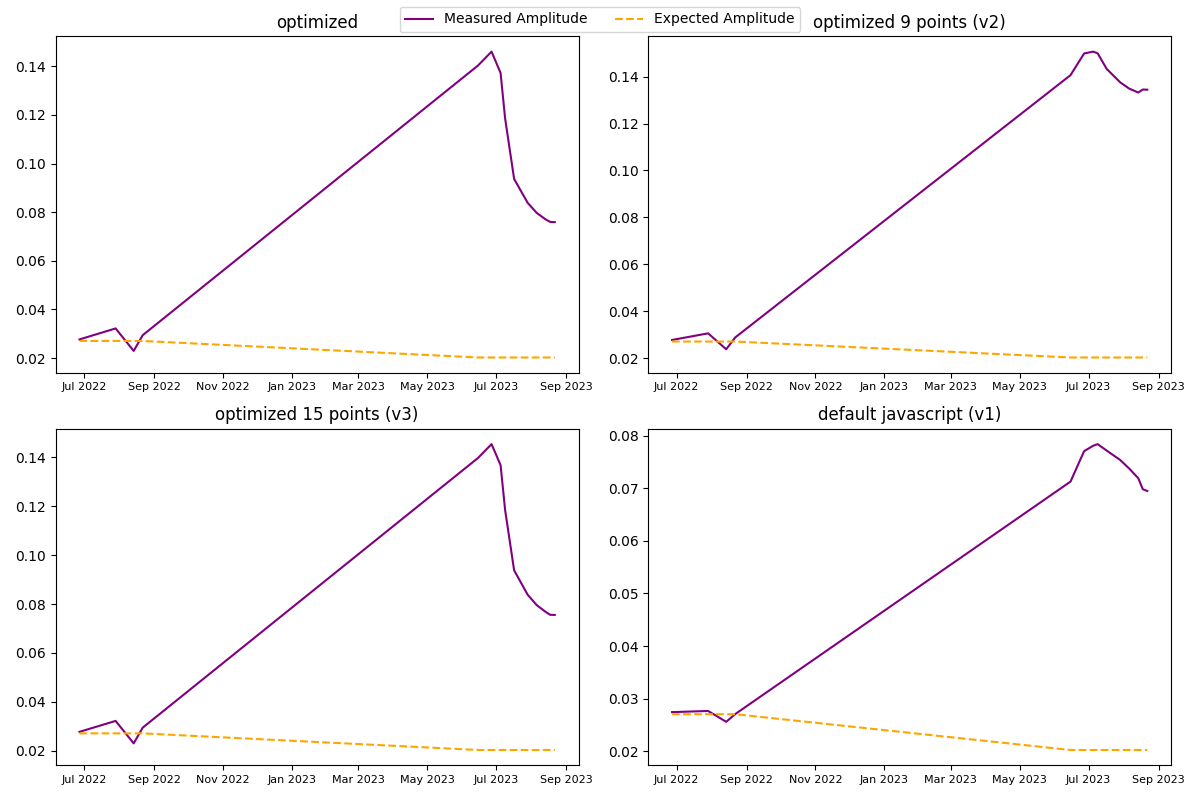 optimized
Measured Amplitude
Expected Amplitude
optimized 9 points (v2)
0.14
0.12
0.10
0.08
0.06
0.04
0.02
Jul 2022 Sep 2022 Nov 2022 Jan 2023 Mar 2023 May 2023 Jul 2023 Sep 2023
0.14
0.12
0.10
0.08
0.06
0.04
0.02
Jul 2022 Sep 2022 Nov 2022 Jan 2023 Mar 2023 May 2023 Jul 2023 Sep 2023
optimized 15 points (v3)
0.14
0.12
0.10
0.08
0.06
0.04
0.02
Jul 2022 Sep 2022 Nov 2022 Jan 2023 Mar 2023 May 2023 Jul 2023 Sep 2023
default javascript (v1)
0.08
0.07
0.06
0.05
0.04
0.03
0.02
Jul 2022 Sep 2022 Nov 2022 Jan 2023 Mar 2023 May 2023 Jul 2023 Sep 2023